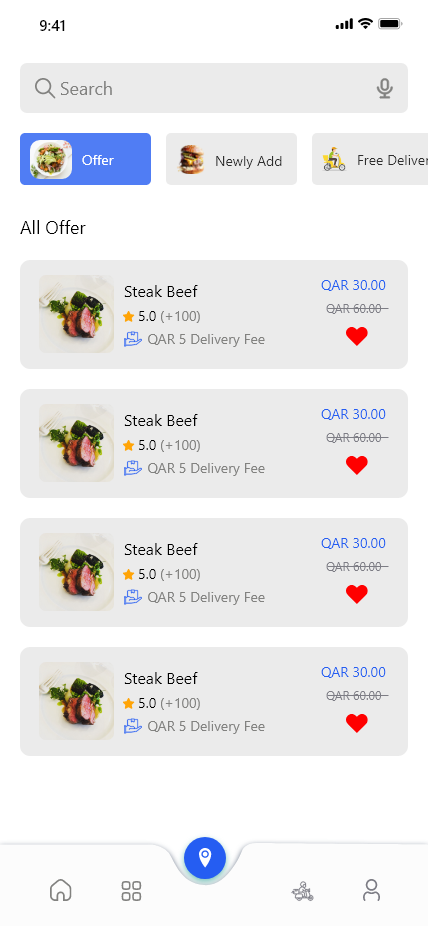 9:41
Search
Offer
Newly Add
Free Deliver
All Offer
Steak Beef
5.0 (+100)
QAR 5 Delivery Fee
QAR 30.00
QAR 60.00
Steak Beef
5.0 (+100)
QAR 5 Delivery Fee
QAR 30.00
QAR 60.00
Steak Beef
5.0 (+100)
QAR 5 Delivery Fee
QAR 30.00
QAR 60.00
Steak Beef
5.0 (+100)
QAR 5 Delivery Fee
QAR 30.00
QAR 60.00